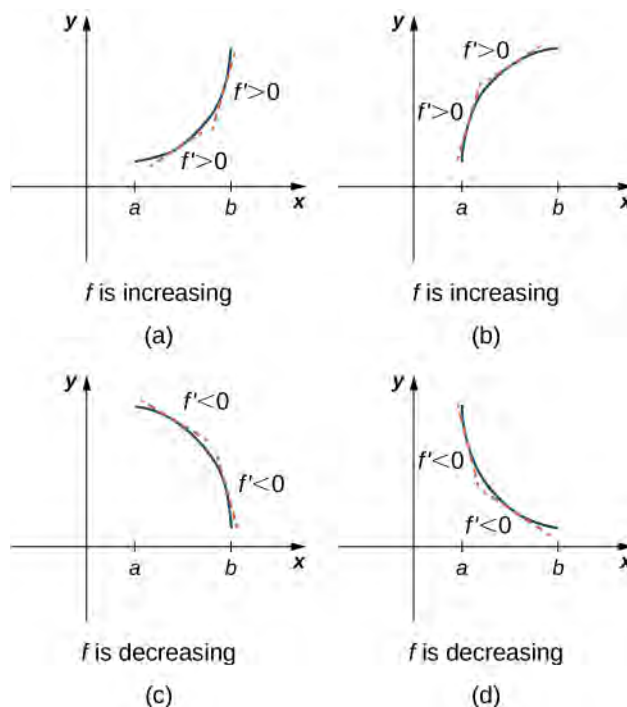 y
f'>0
f'>0
a
b
x
f is increasing
(a)
y
f'>0
f'>0
a
b
x
f is increasing
(b)
y
f'<0
f'<0
a
b
x
f is decreasing
(c)
y
f'<0
f'<0
a
b
x
f is decreasing
(d)